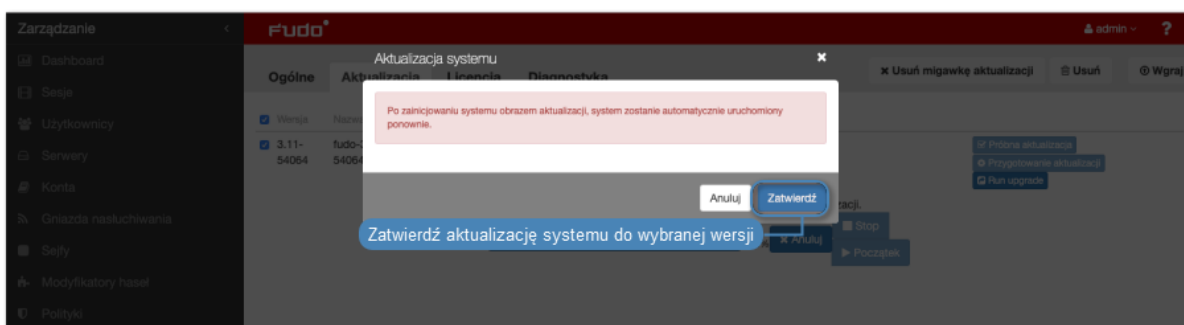 Zarządzanie
FUDO
admin
?
Dashboard
Sesje
Użytkownicy
Serwery
Konta
Gniazda nasłuchiwania
Sejfy
Modyfikatory haseł
Polityki
Ogólne
Aktualizacja
Licencja
Diagnostyka
Usuń migawkę aktualizacji
Usuń
Wgraj
Aktualizacja systemu
Po zainicjowaniu systemu obrazem aktualizacji, system zostanie automatycznie uruchomiony
ponownie.
Anuluj
Zatwierdź
Zatwierdź aktualizację systemu do wybranej wersji
Wersja
3.11-
54064
54064
Próbna aktualizacja
Przygotowanie aktualizacji
Run upgrade
Anuluj
Stop
Początek